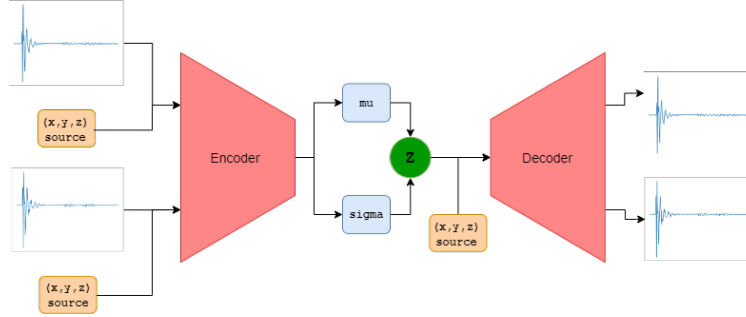 (x,y,z)
source
(x,y,z)
source
Encoder
mu
sigma
Z
(x,y,z)
source
Decoder